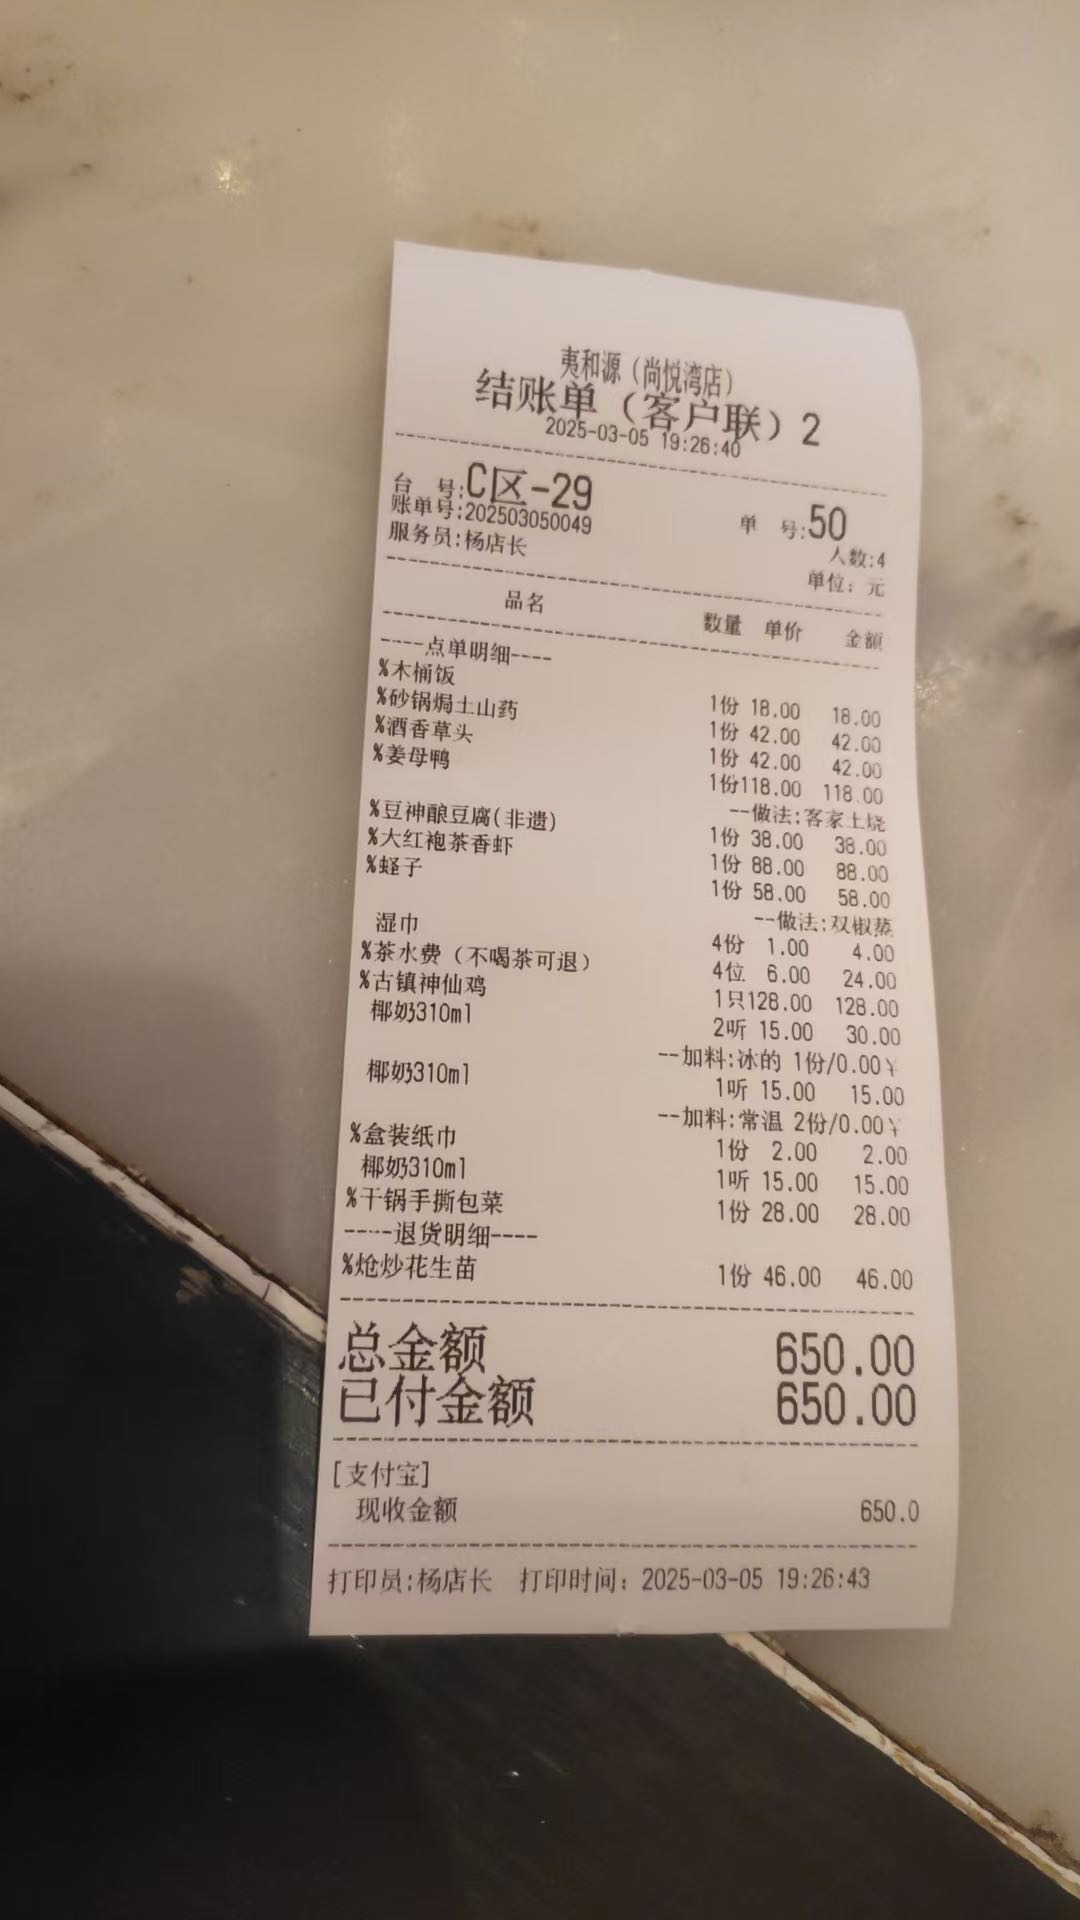 夷和源（尚悦湾店）
结账单（客户联）2
2025-03-05 19:26:40
台 号:C区-29 单 号:50
账单号:202503050049 人数:4
服务员:杨店长 单位：元
品名 数量 单价 金额
----点单明细----
%木桶饭 1份 18.00 18.00
%砂锅焗土山药 1份 42.00 42.00
%酒香草头 1份 42.00 42.00
%姜母鸭 1份118.00 118.00
--做法:客家土烧
%豆神酿豆腐(非遗) 1份 38.00 38.00
%大红袍茶香虾 1份 88.00 88.00
%蛏子 1份 58.00 58.00
--做法:双椒蒸
湿巾 4份 1.00 4.00
%茶水费（不喝茶可退） 4位 6.00 24.00
%古镇神仙鸡 1只128.00 128.00
椰奶310ml 2听 15.00 30.00
--加料:冰的 1份/0.00¥
椰奶310ml 1听 15.00 15.00
--加料:常温 2份/0.00¥
%盒装纸巾 1份 2.00 2.00
椰奶310ml 1听 15.00 15.00
%干锅手撕包菜 1份 28.00 28.00
----退货明细----
%炝炒花生苗 1份 46.00 46.00
总金额 650.00
已付金额 650.00
[支付宝]
现收金额 650.0
打印员:杨店长 打印时间：2025-03-05 19:26:43